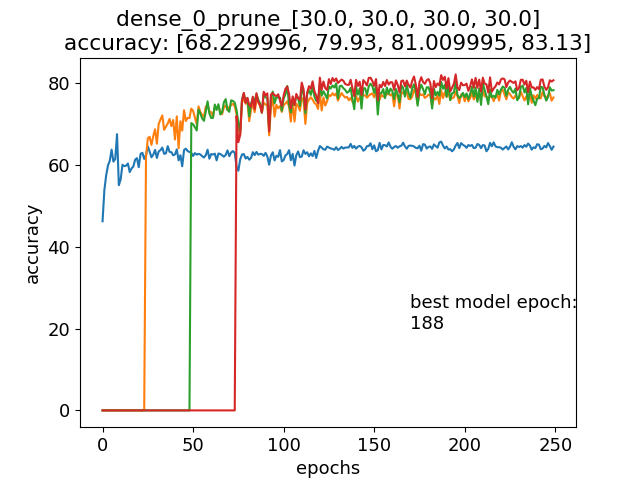 dense_0_prune_[30.0, 30.0, 30.0, 30.0]
accuracy: [68.229996, 79.93, 81.009995, 83.13]
80
60
40
20
0
accuracy
best model epoch:
188
0 50 100 150 200 250
epochs